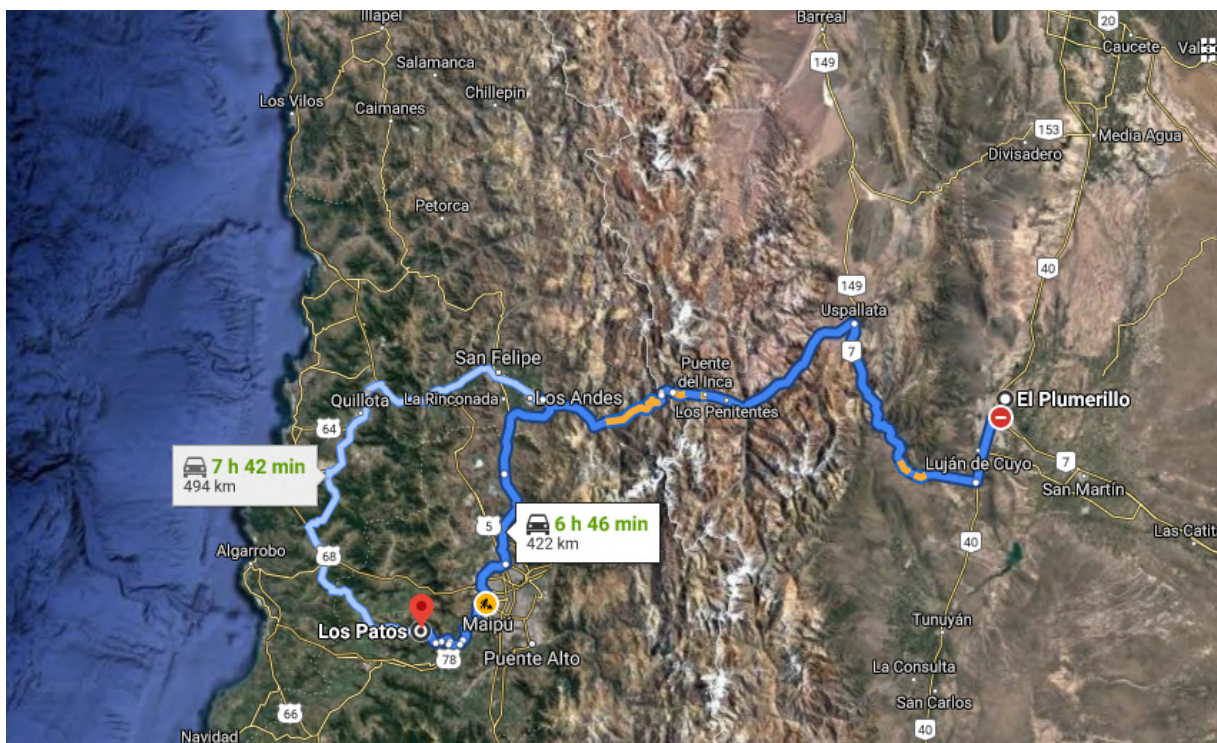 Illapel
Barreal
20
Caucete
Val
149
Salamanca
Chillepin
Los Vilos
Caimanes
153
Media Agua
Divisadero
Petorca
40
149
Uspallata
San Felipe
7
Puente
del Inca
Quillota
La Rinconada
Los Andes
Los Penitentes
El Plumerillo
64
7 h 42 min
494 km
Luján de Cuyo
7
San Martín
5
6 h 46 min
422 km
Las Catit
Algarrobo
68
40
Los Patos
Maipú
Tunuyán
78
Puente Alto
La Consulta
San Carlos
66
Navidad
40